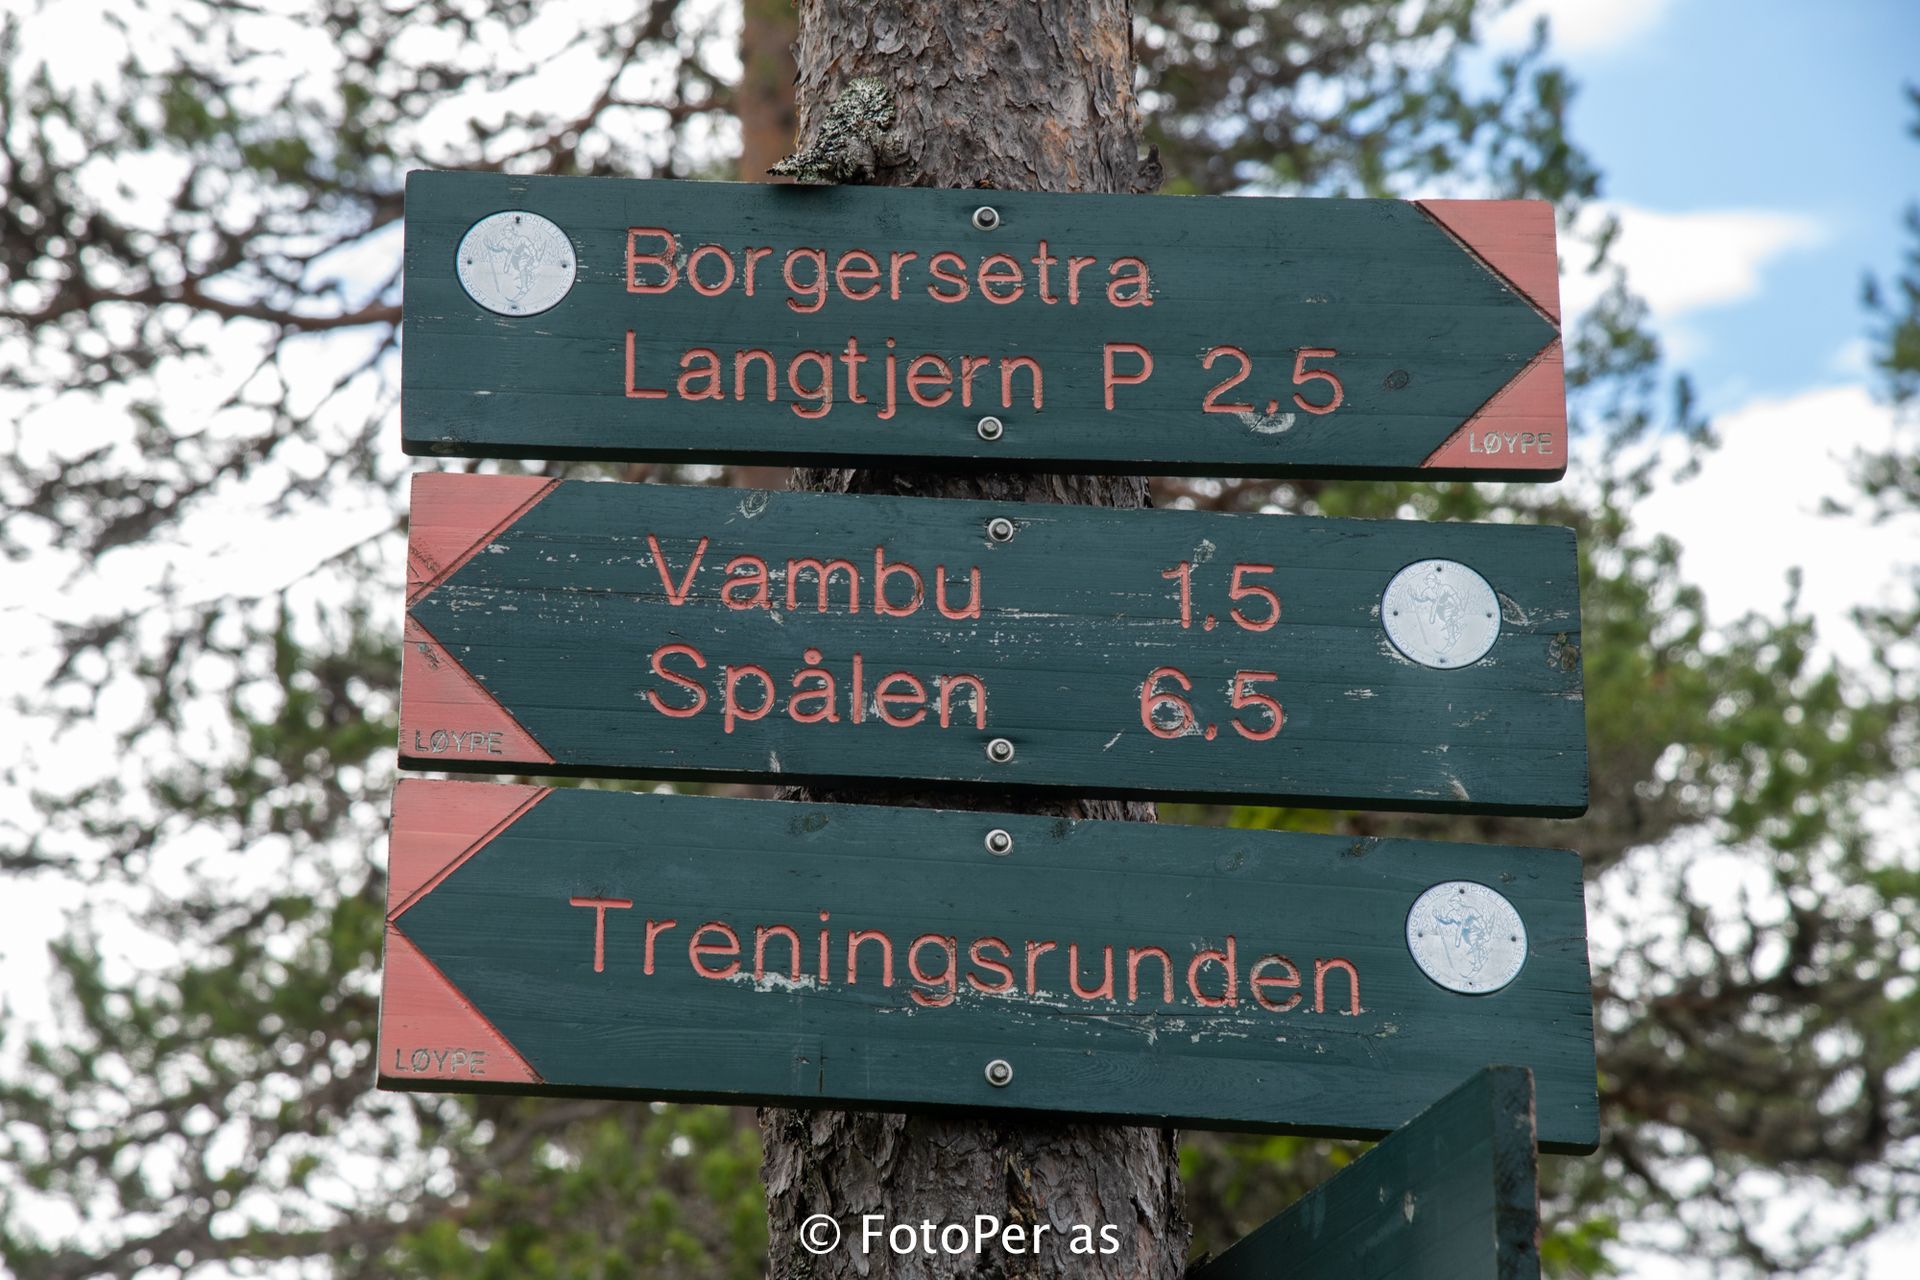 Borgersetra
Langtjern P 2,5
LØYPE
Vambu 1,5
Spålen 6,5
LØYPE
Treningsrunden
LØYPE
© FotoPer as